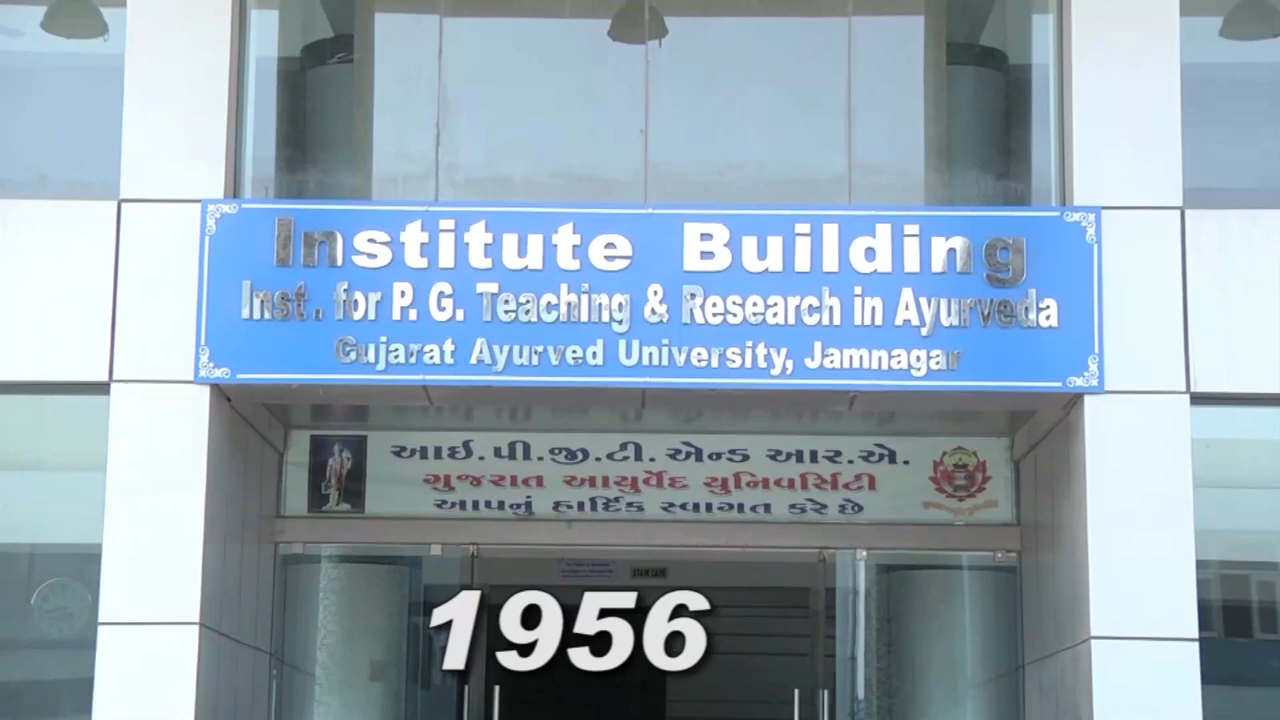 Institute Building
Inst. for P. G. Teaching & Research in Ayurveda
Gujarat Ayurved University, Jamnagar
આઈ.પી.જી.ટી. એન્ડ આર.એ.
ગુજરાત આયુર્વેદ યુનિવર્સિટી
આપનું હાર્દિક સ્વાગત કરે છે
STAIR CASE
1956